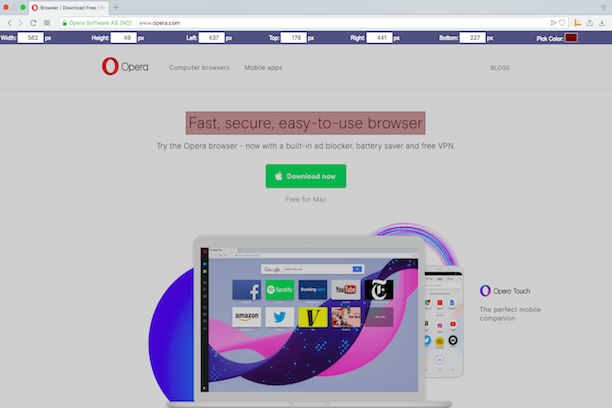 Browser | Download Free | Fa
Opera Software AS [NO] www.opera.com
Width: 562 px Height: 49 px Left: 437 px Top: 178 px Right: 441 px Bottom: 227 px Pick Color:
Opera Computer browsers Mobile apps BLOGS
Fast, secure, easy-to-use browser
Try the Opera browser - now with a built-in ad blocker, battery saver and free VPN.
Download now
Free for Mac
Google
Spotify Booking.com YouTube
amazon
Opera Touch
The perfect mobile
companion